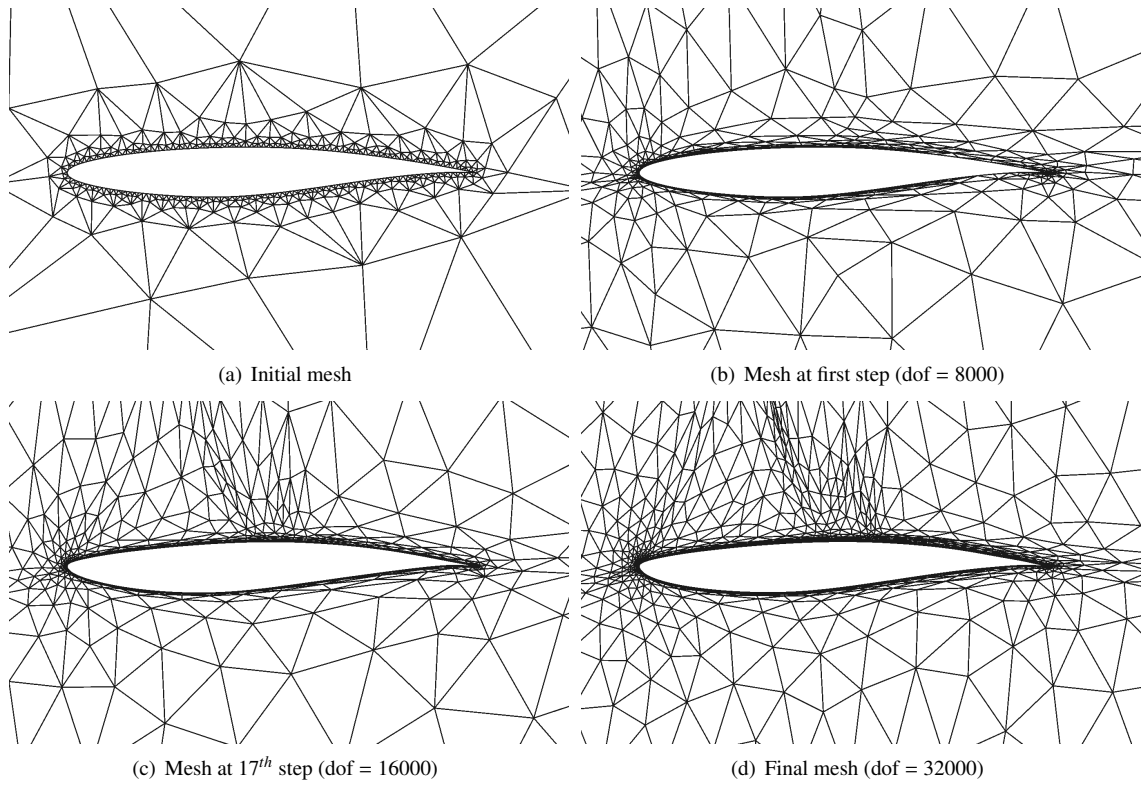 (a) Initial mesh
(b) Mesh at first step (dof = 8000)
(c) Mesh at 17th step (dof = 16000)
(d) Final mesh (dof = 32000)